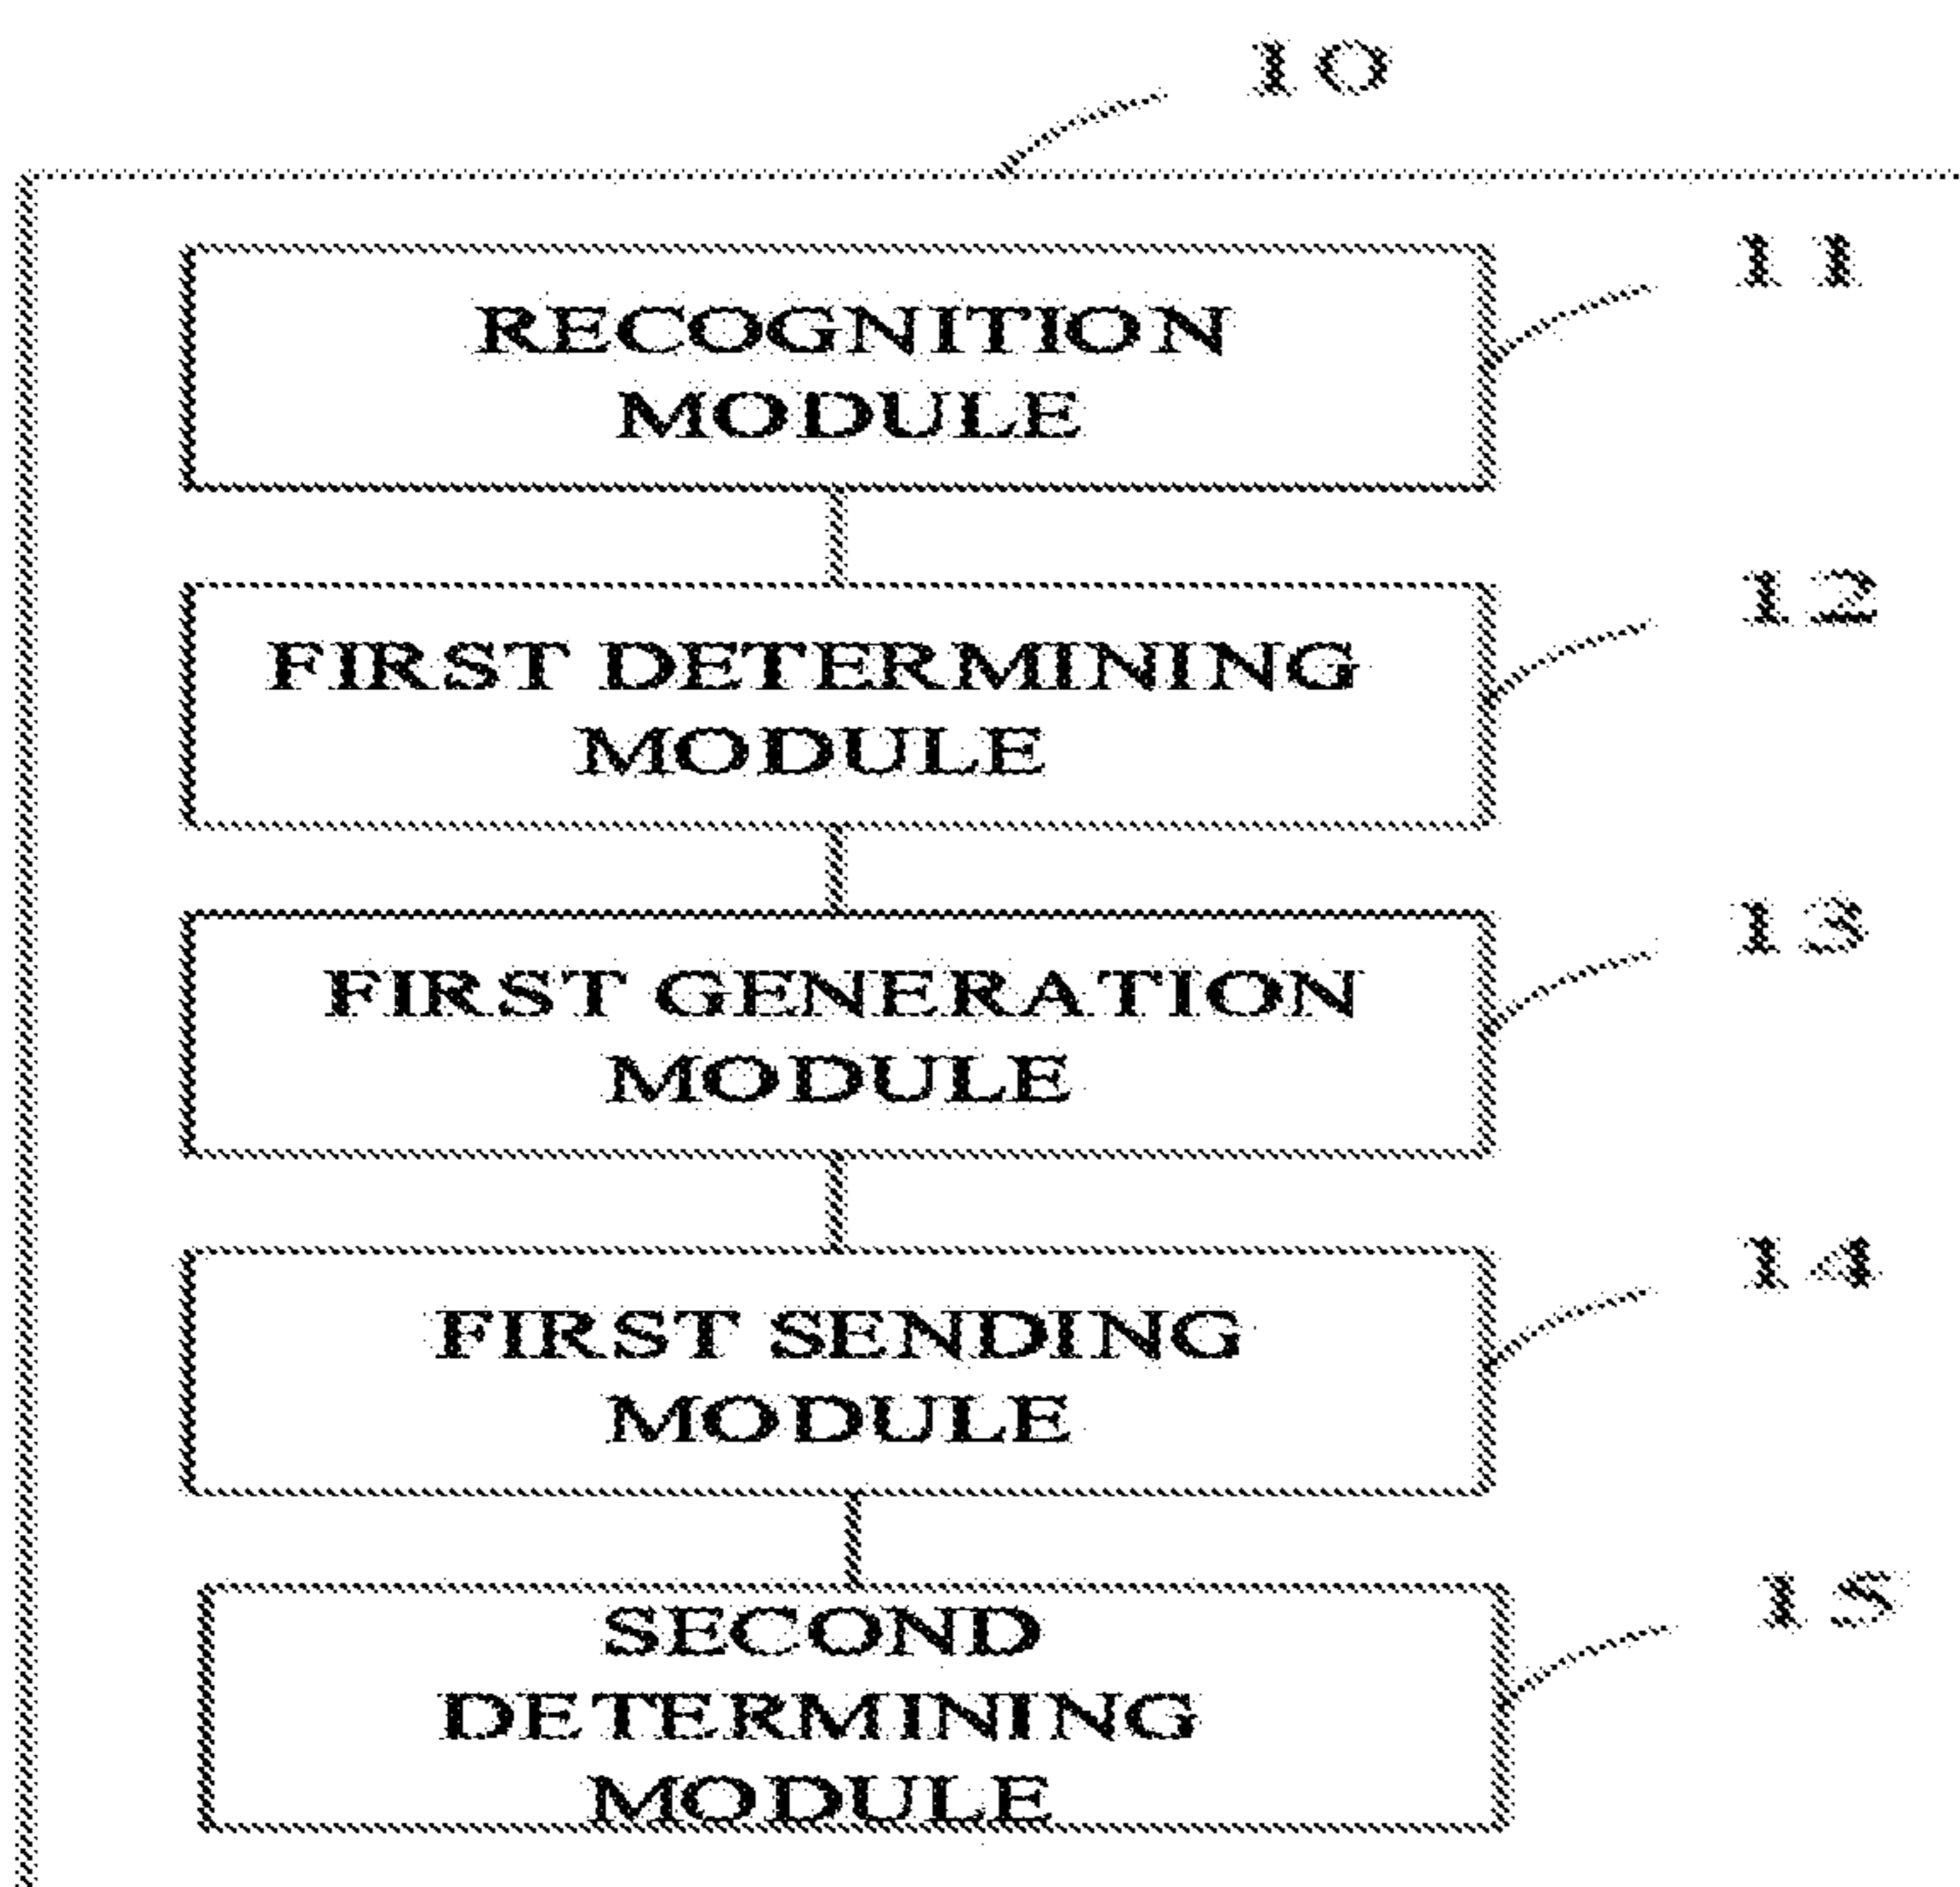 10
11
RECOGNITION
MODULE
12
FIRST DETERMINING
MODULE
13
FIRST GENERATION
MODULE
14
FIRST SENDING
MODULE
15
SECOND
DETERMINING
MODULE